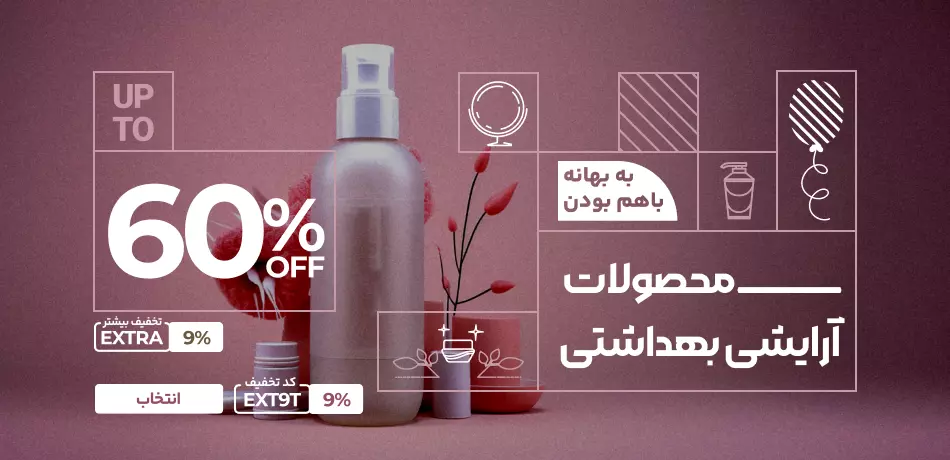 UP
TO
60%
OFF
تخفیف بیشتر
EXTRA 9%
انتخاب
کد تخفیف
EXT9T 9%
به بهانه
باهم بودن
محصولات
آرایشی بهداشتی